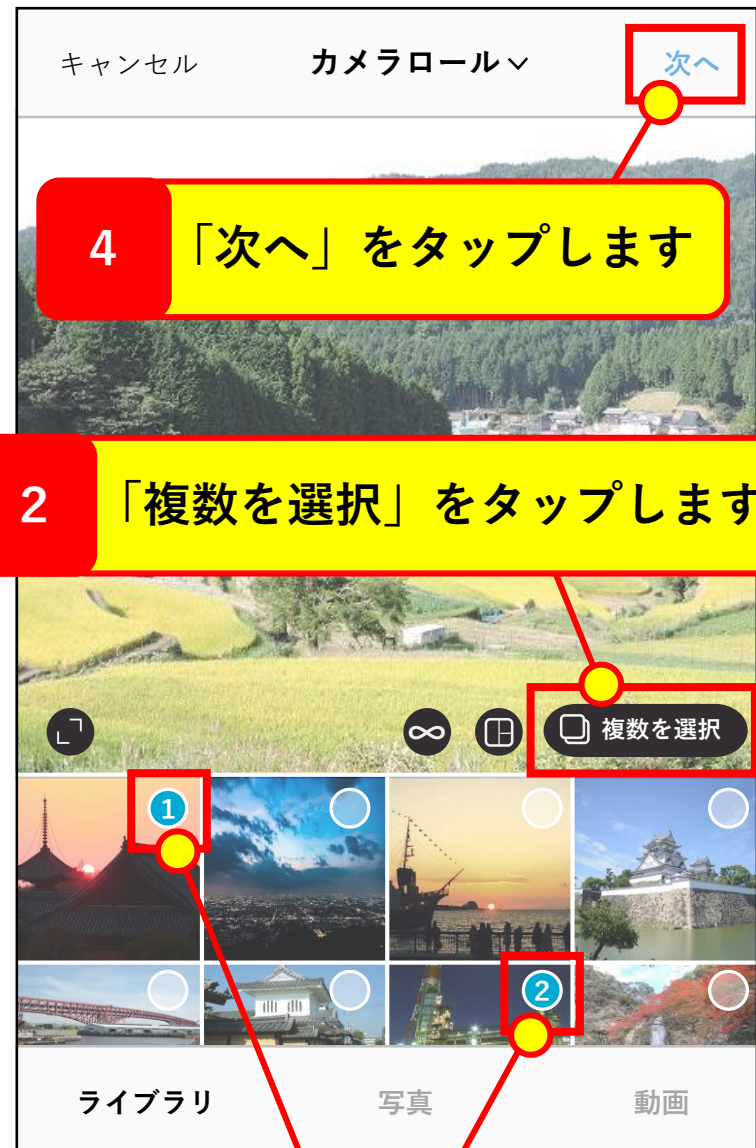 キャンセル カメラロール 次へ
4 「次へ」をタップします
2 「複数を選択」をタップします
複数を選択
1
2
ライブラリ 写真 動画